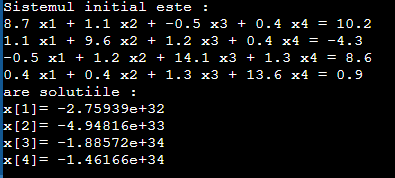 Sistemul initial este :
8.7 x1 + 1.1 x2 + -0.5 x3 + 0.4 x4 = 10.2
1.1 x1 + 9.6 x2 + 1.2 x3 + 0.4 x4 = -4.3
-0.5 x1 + 1.2 x2 + 14.1 x3 + 1.3 x4 = 8.6
0.4 x1 + 0.4 x2 + 1.3 x3 + 13.6 x4 = 0.9
are solutiile :
x[1]= -2.75939e+32
x[2]= -4.94816e+33
x[3]= -1.88572e+34
x[4]= -1.46166e+34